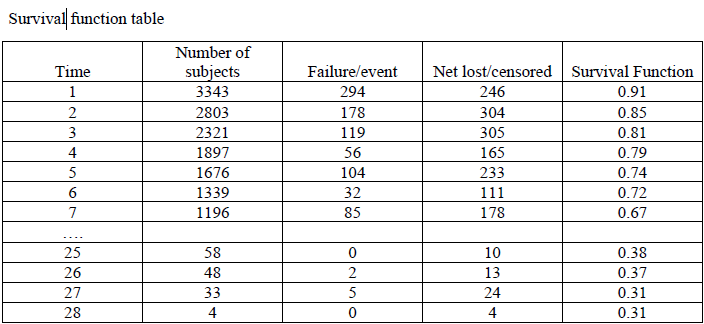 Survival function table
Time Number of subjects Failure/event Net lost/censored Survival Function
1 3343 294 246 0.91
2 2803 178 304 0.85
3 2321 119 305 0.81
4 1897 56 165 0.79
5 1676 104 233 0.74
6 1339 32 111 0.72
7 1196 85 178 0.67
....
25 58 0 10 0.38
26 48 2 13 0.37
27 33 5 24 0.31
28 4 0 4 0.31